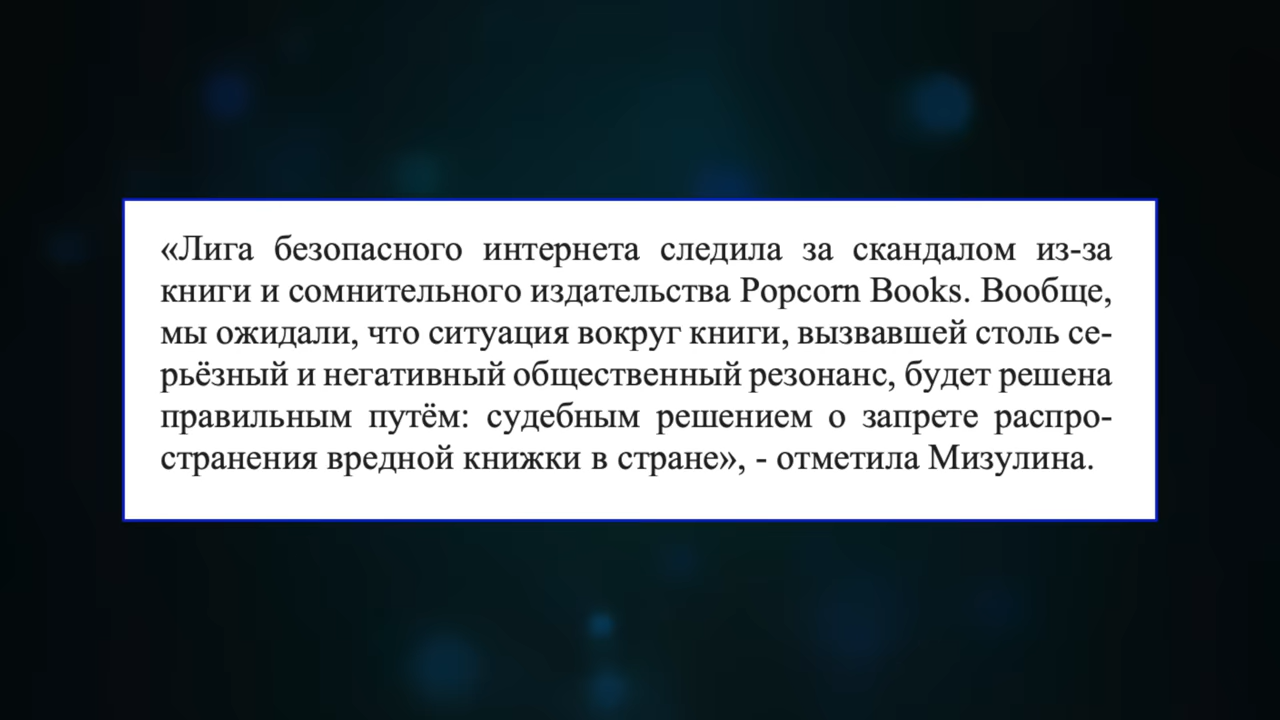 «Лига безопасного интернета следила за скандалом из-за
книги и сомнительного издательства Popcorn Books. Вообще,
мы ожидали, что ситуация вокруг книги, вызвавшей столь се-
рьёзный и негативный общественный резонанс, будет решена
правильным путём: судебным решением о запрете распро-
странения вредной книжки в стране», - отметила Мизулина.